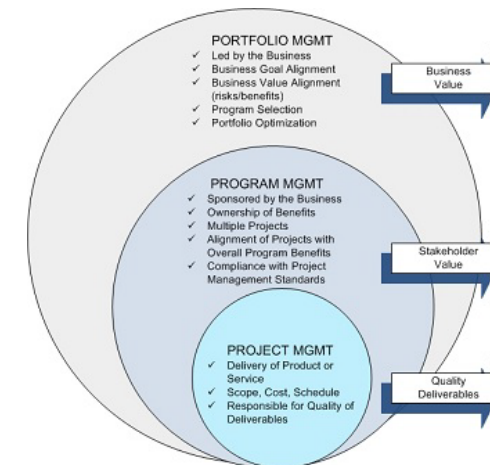 PORTFOLIO MGMT
✓ Led by the Business
✓ Business Goal Alignment
✓ Business Value Alignment
(risks/benefits)
✓ Program Selection
✓ Portfolio Optimization
Business
Value
PROGRAM MGMT
✓ Sponsored by the Business
✓ Ownership of Benefits
✓ Multiple Projects
✓ Alignment of Projects with
Overall Program Benefits
✓ Compliance with Project
Management Standards
Stakeholder
Value
PROJECT MGMT
✓ Delivery of Product or
Service
✓ Scope, Cost, Schedule
✓ Responsible for Quality of
Deliverables
Quality
Deliverables